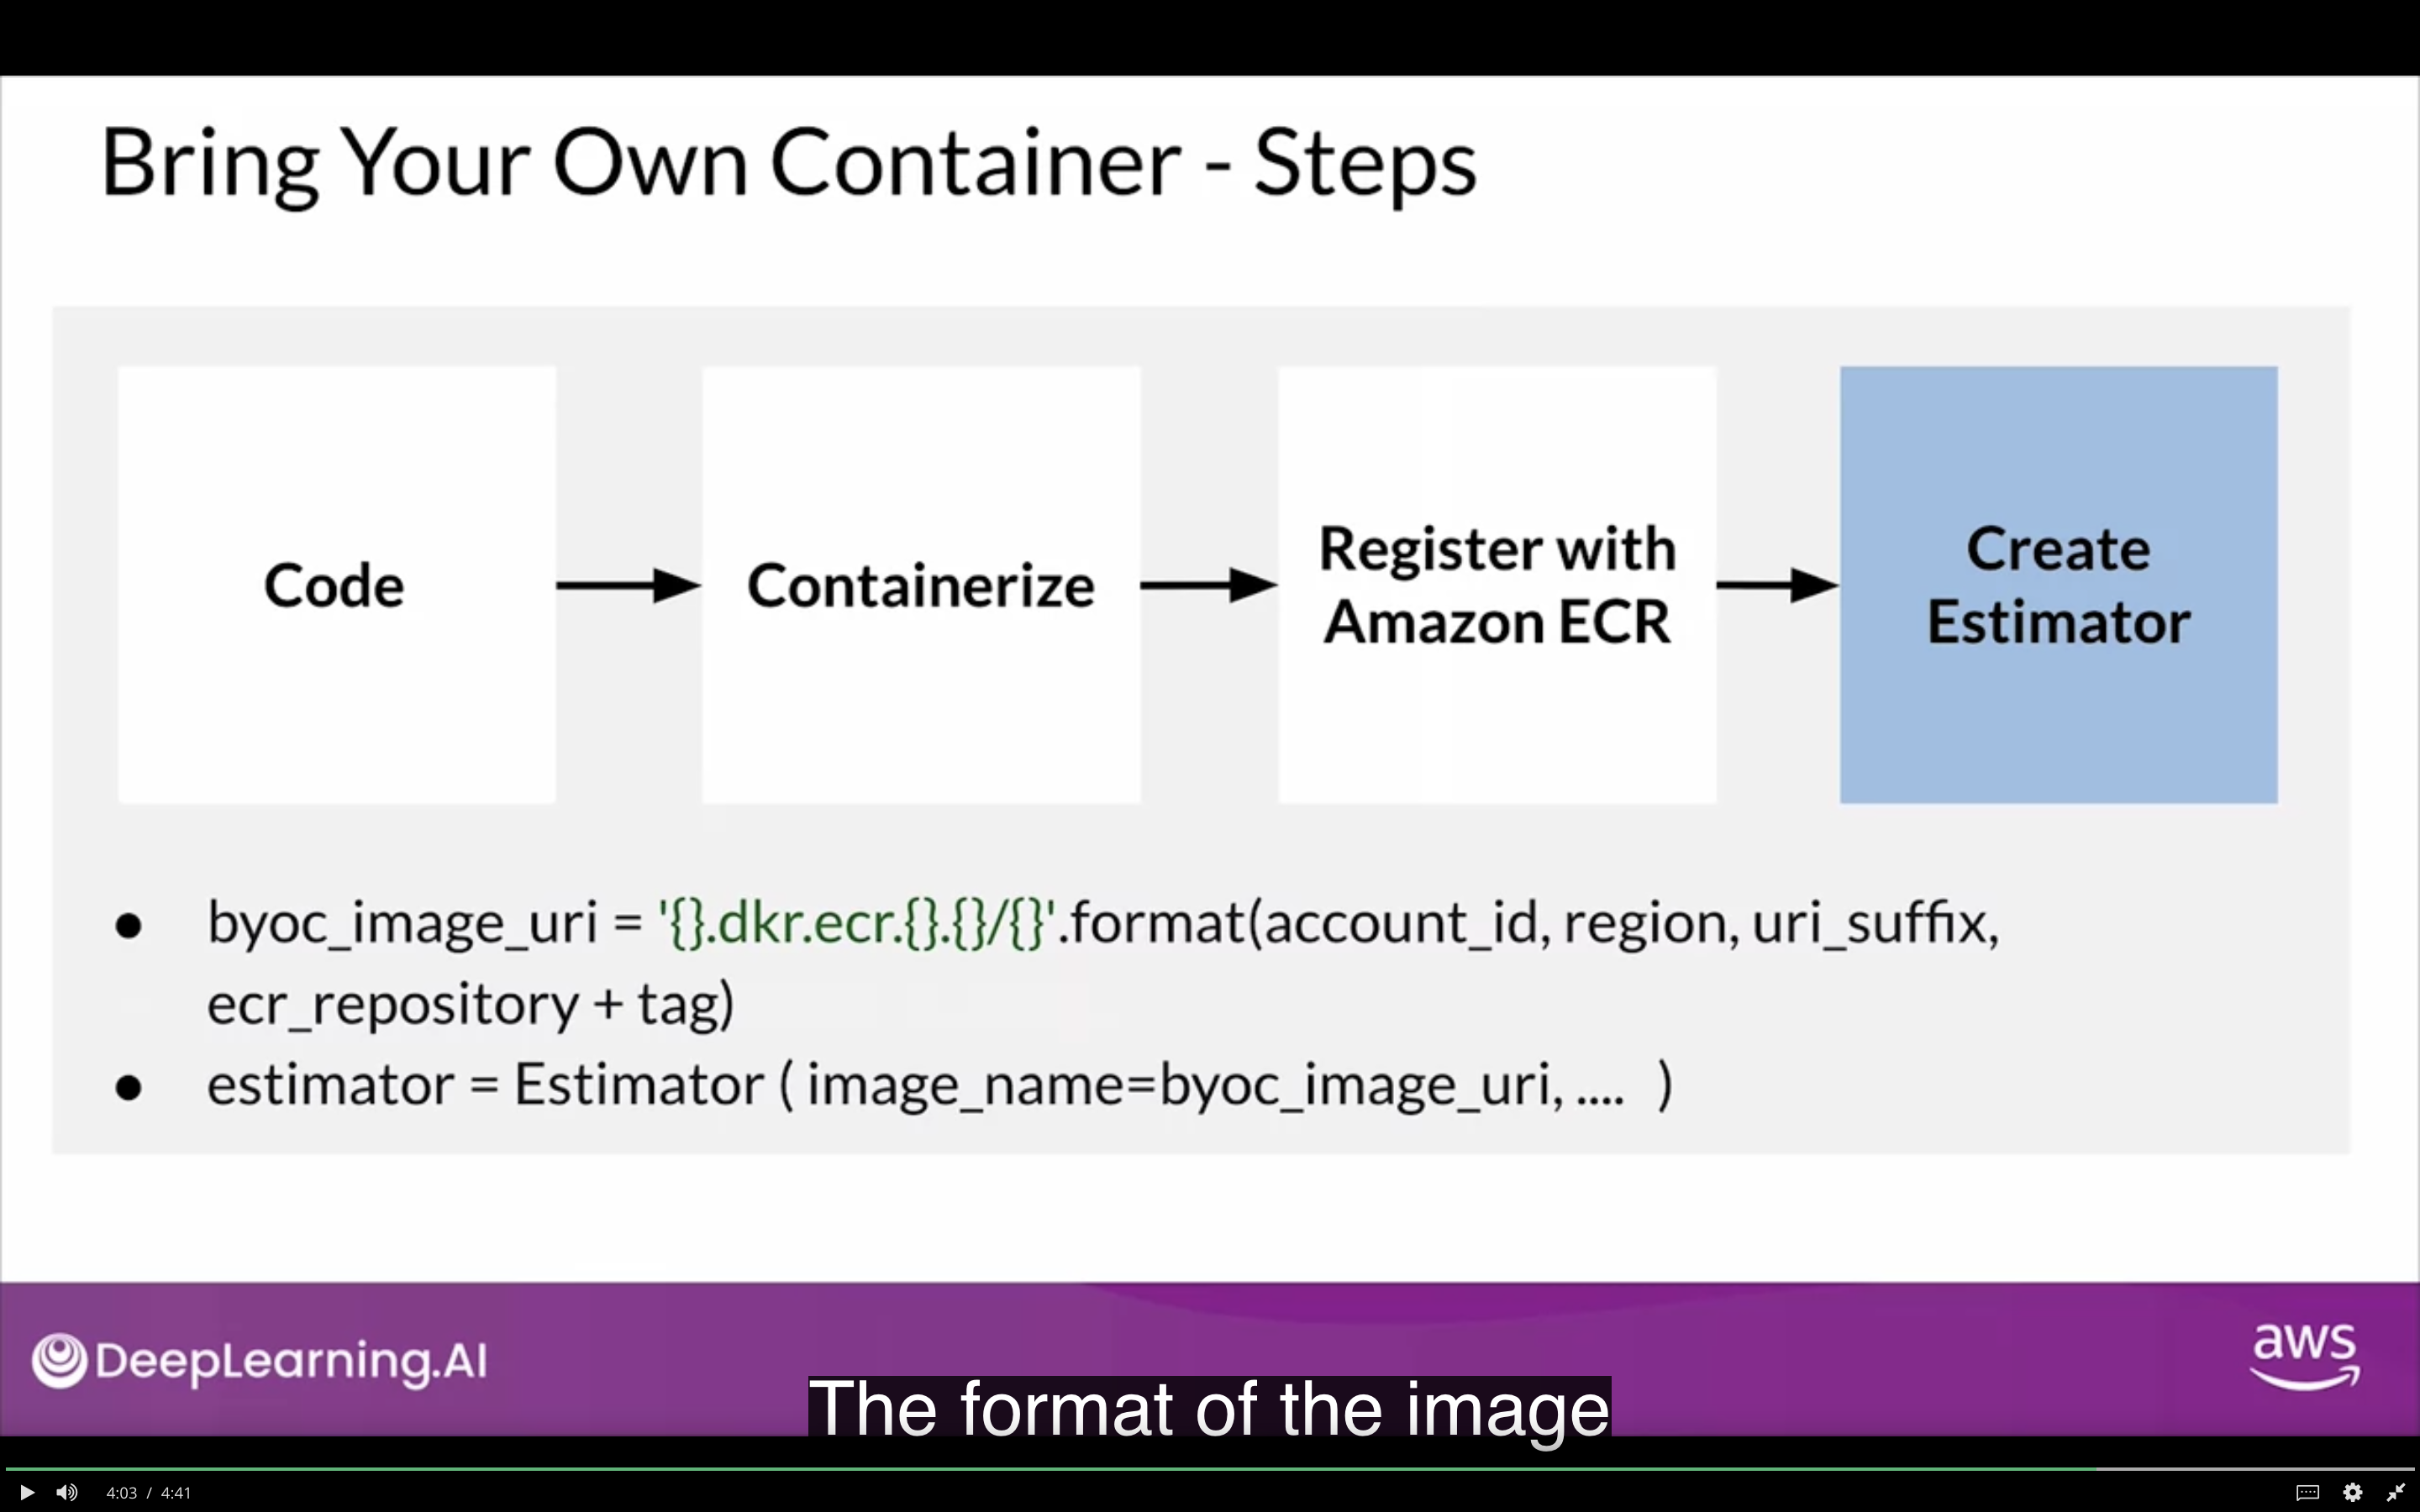 Bring Your Own Container - Steps
Code
Containerize
Register with
Amazon ECR
Create
Estimator
● byoc_image_uri = '{}.dkr.ecr.{}.{}/{}'.format(account_id, region, uri_suffix,
ecr_repository + tag)
● estimator = Estimator ( image_name=byoc_image_uri, .... )
DeepLearning.AI
aws
The format of the image
4:03 / 4:41